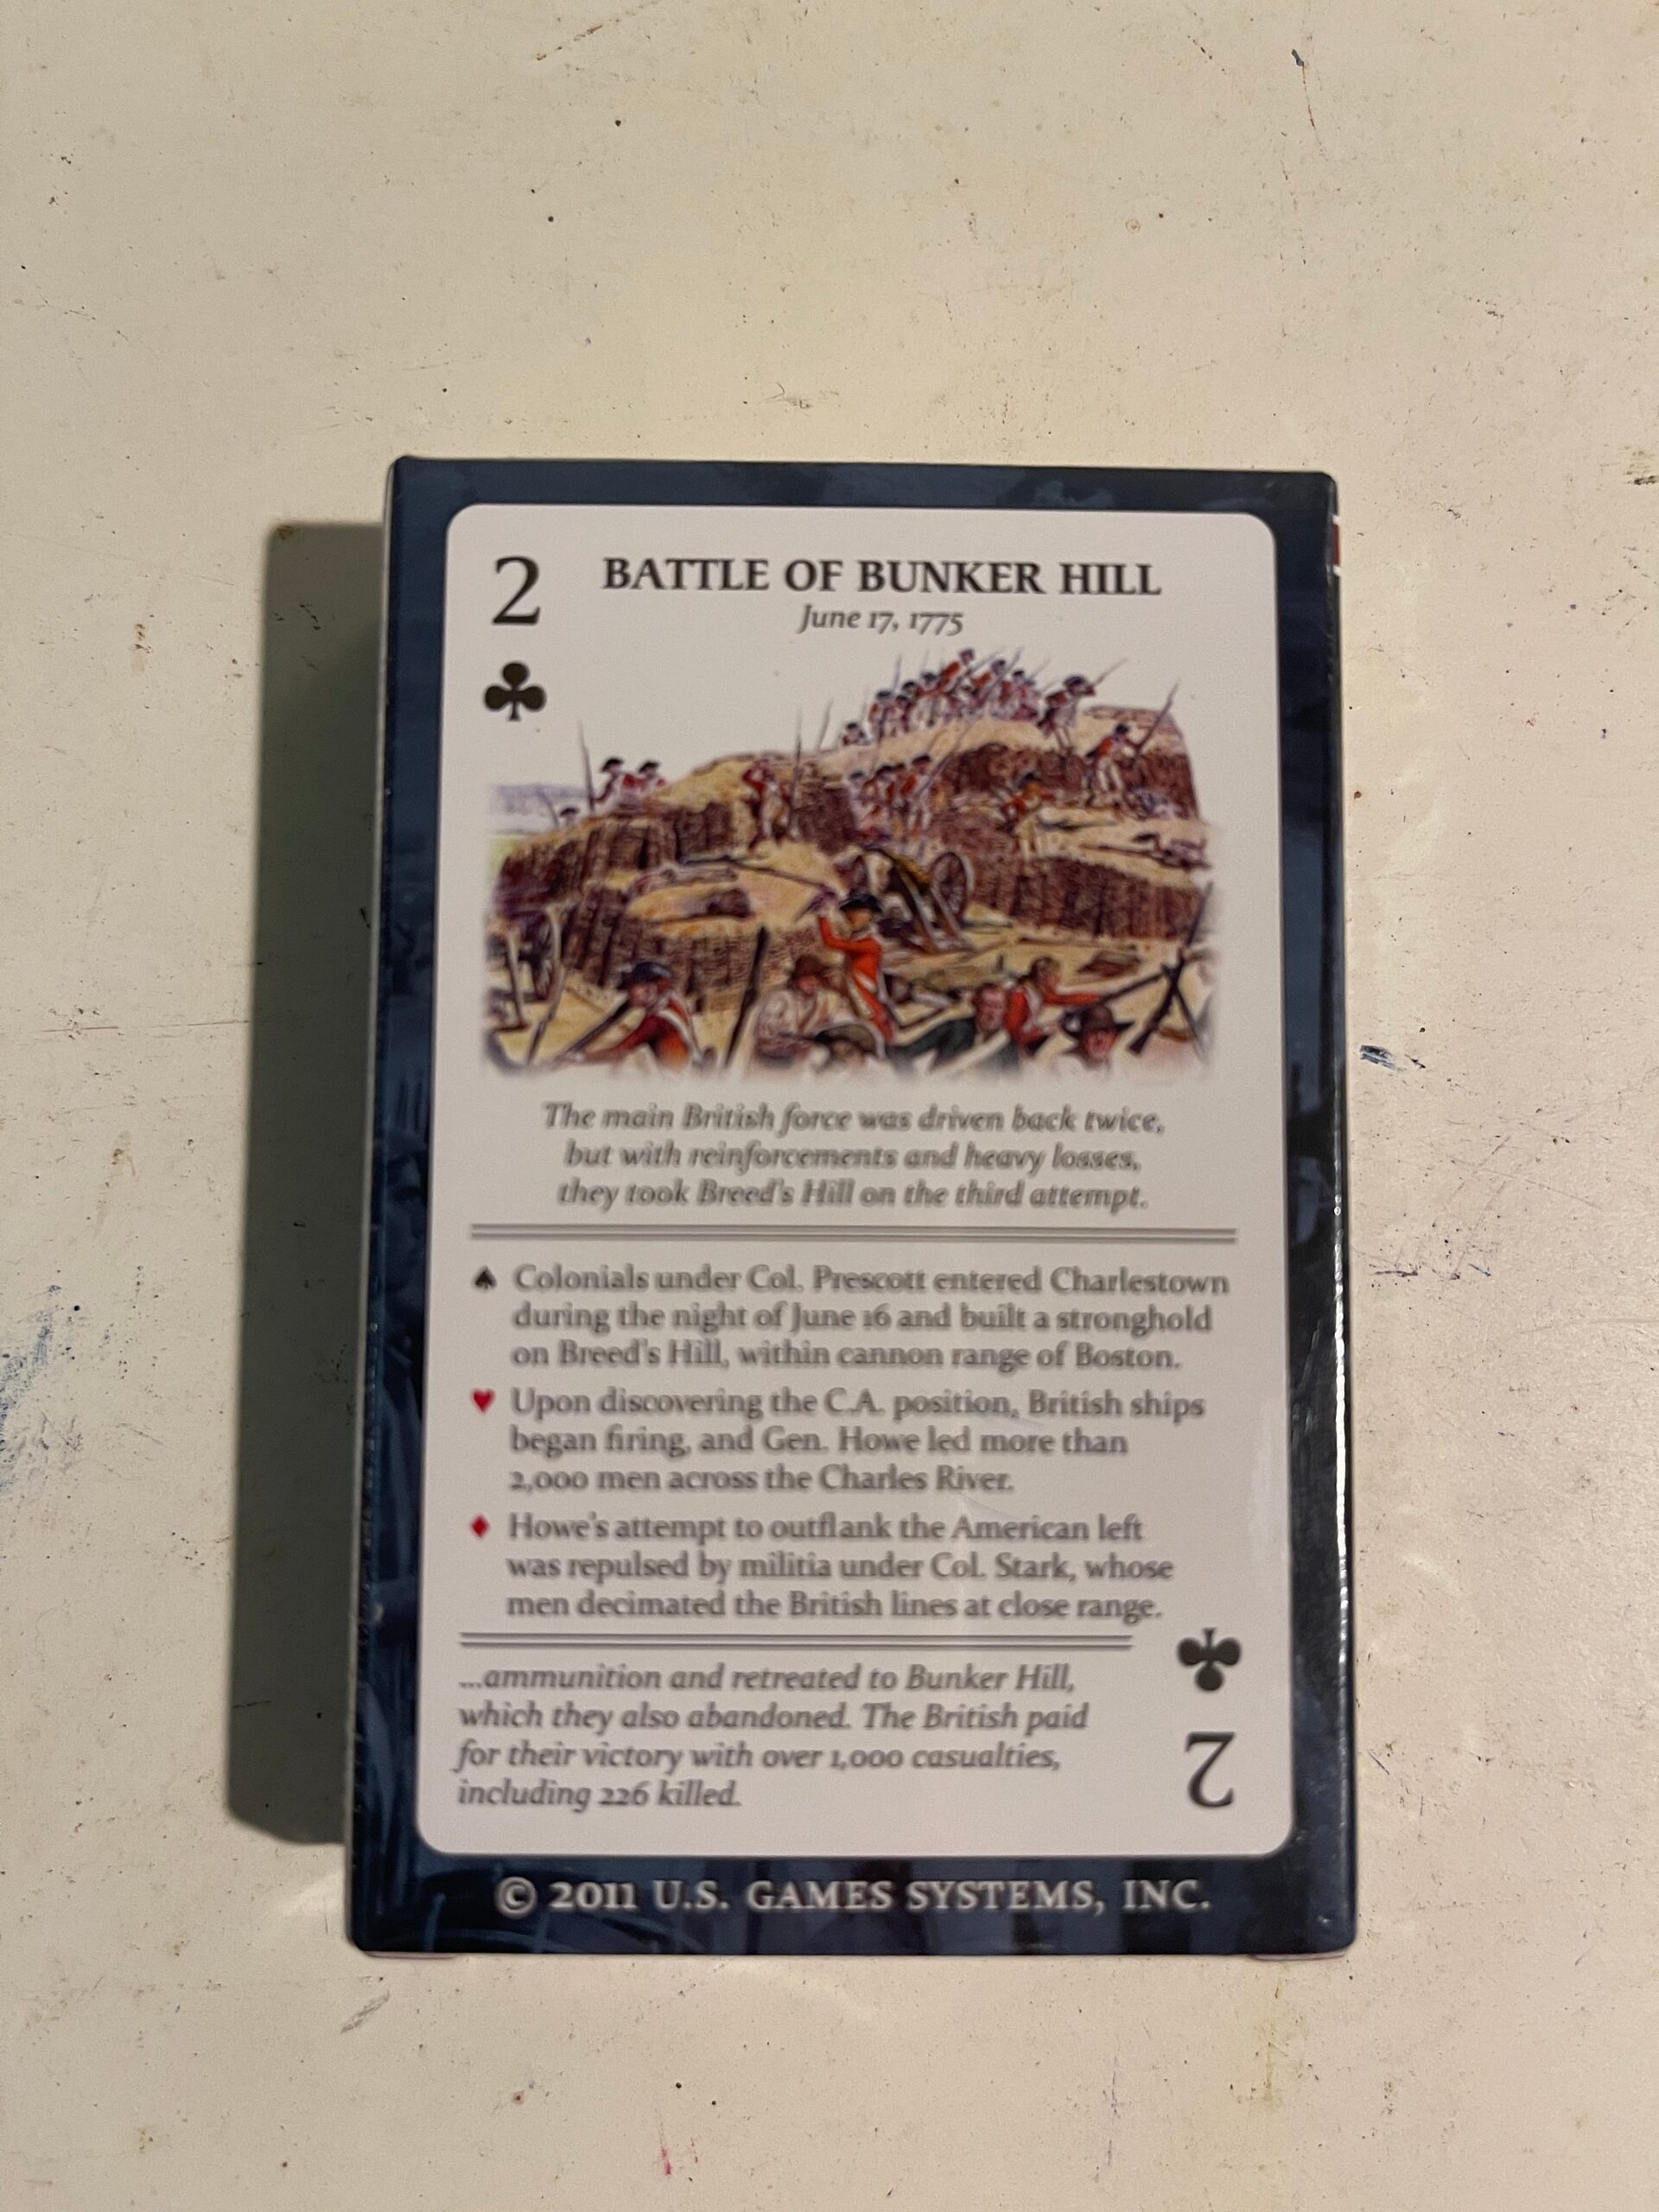 2
BATTLE OF BUNKER HILL
June 17, 1775
The main British force was driven back twice,
but with reinforcements and heavy losses,
they took Breed's Hill on the third attempt.
♠ Colonials under Col. Prescott entered Charlestown
during the night of June 16 and built a stronghold
on Breed's Hill, within cannon range of Boston.
♥ Upon discovering the C.A. position, British ships
began firing, and Gen. Howe led more than
2,000 men across the Charles River.
♦ Howe's attempt to outflank the American left
was repulsed by militia under Col. Stark, whose
men decimated the British lines at close range.
...ammunition and retreated to Bunker Hill,
which they also abandoned. The British paid
for their victory with over 1,000 casualties,
including 226 killed.
2
© 2011 U.S. GAMES SYSTEMS, INC.